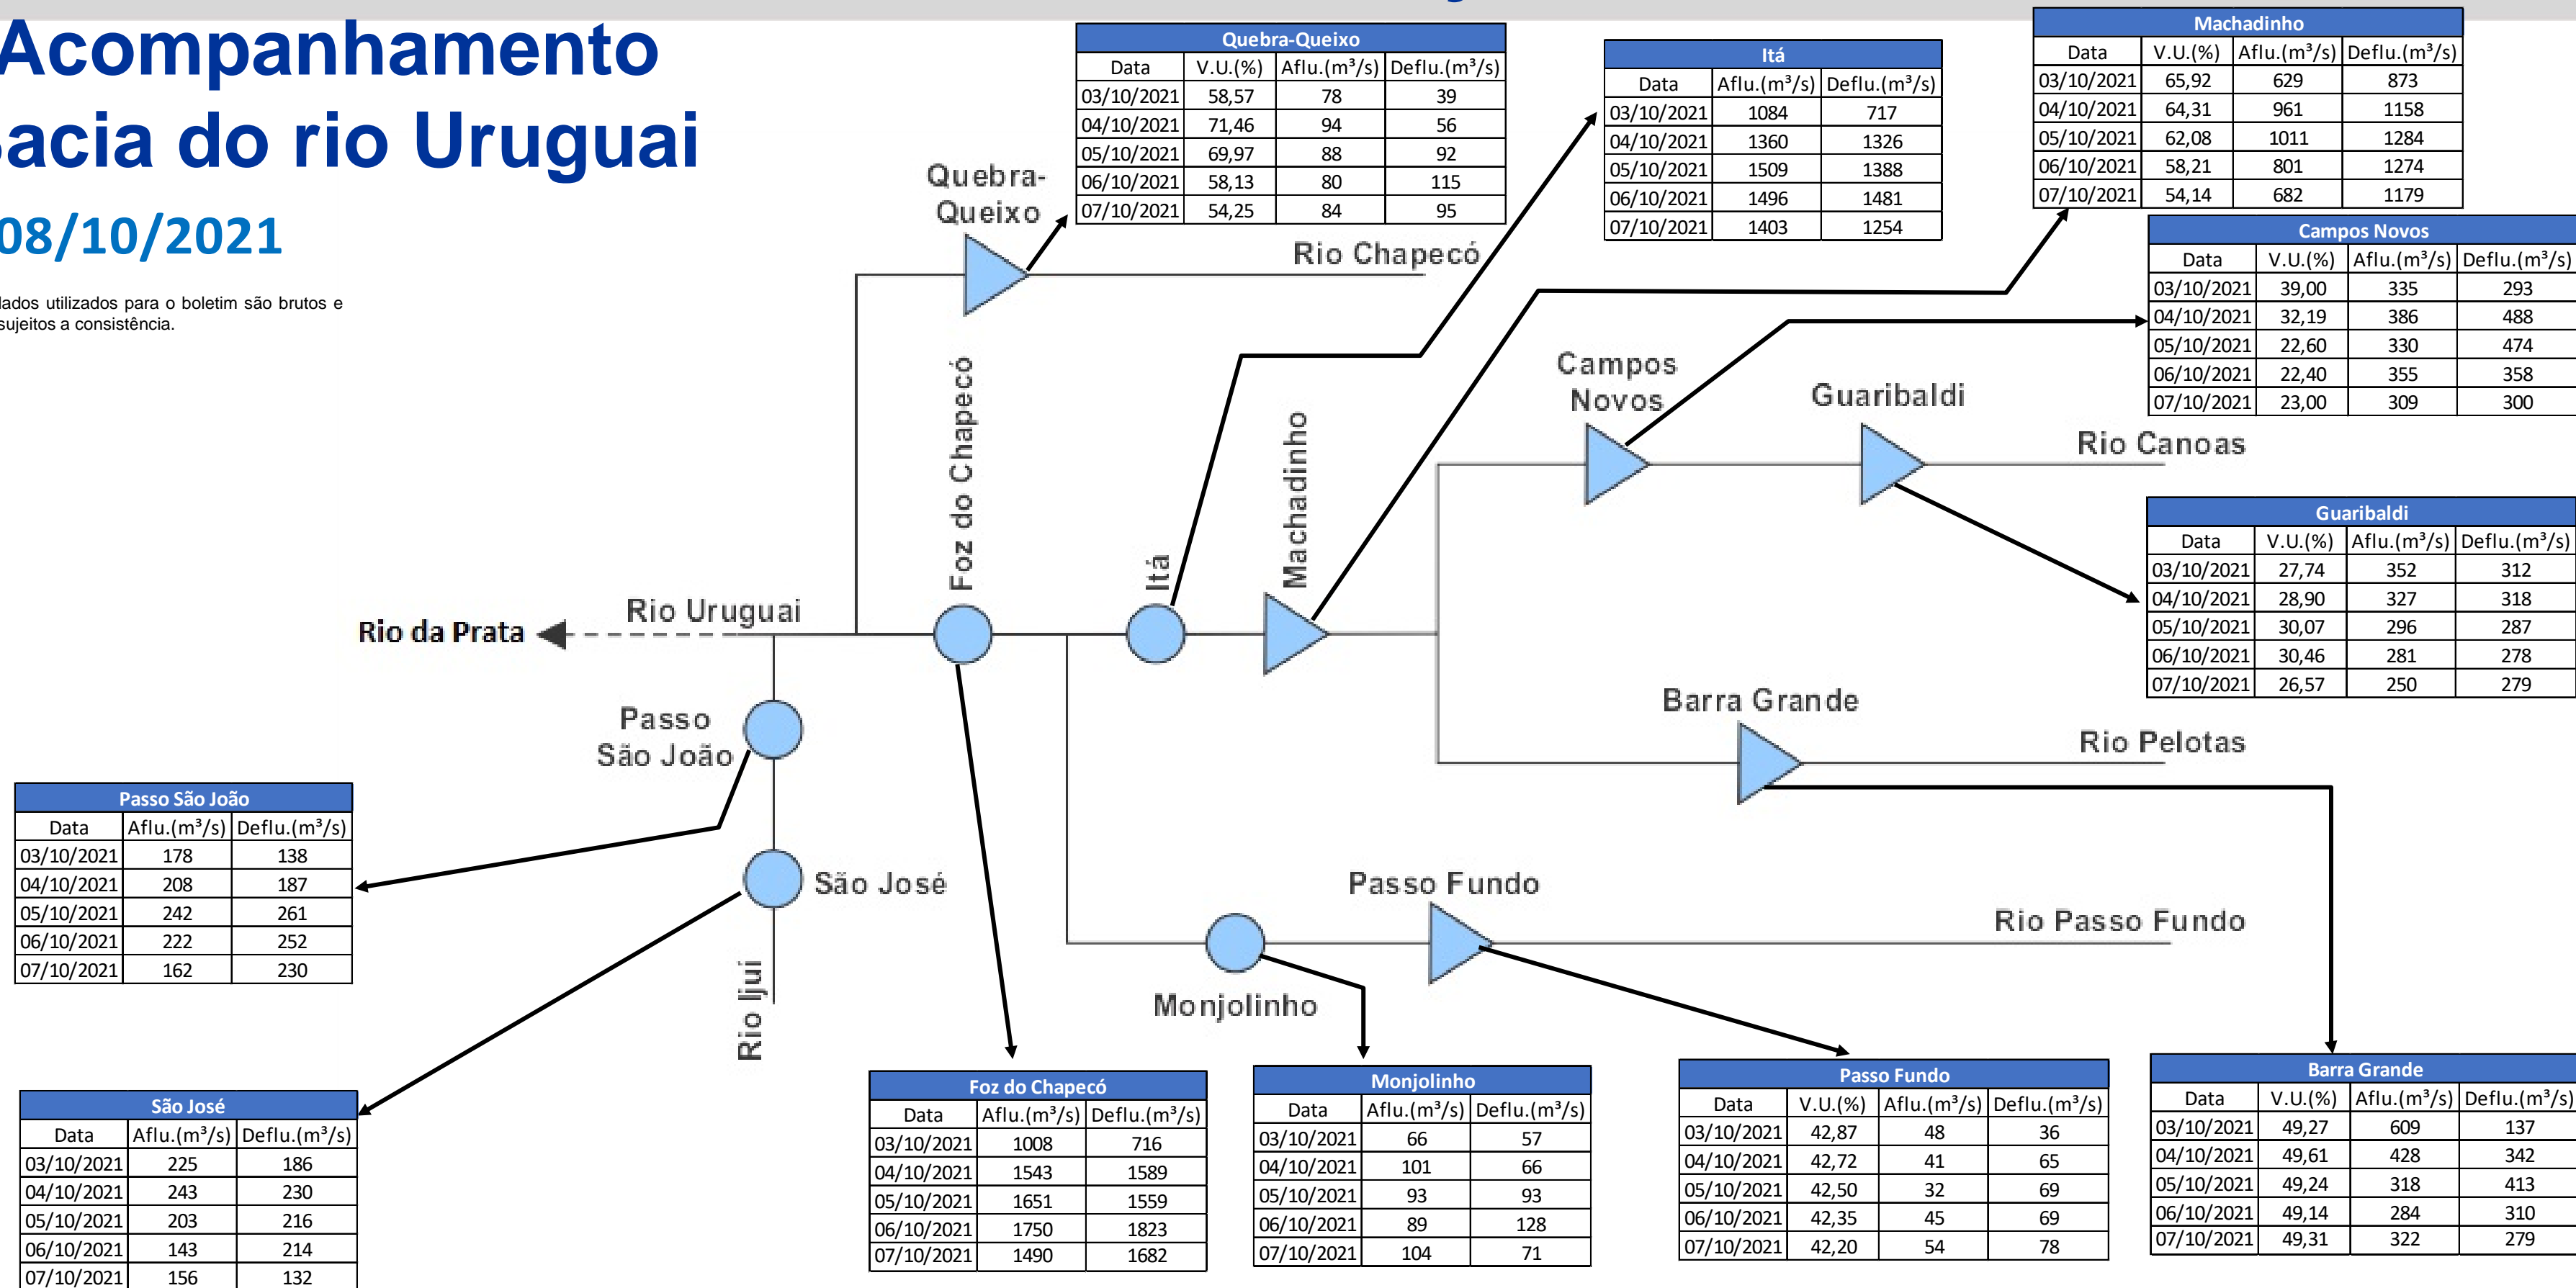 Acompanhamento
Bacia do rio Uruguai
08/10/2021
dados utilizados para o boletim são brutos e
sujeitos a consistência.
Quebra-Queixo
Data V.U.(%) Aflu.(m³/s) Deflu.(m³/s)
03/10/2021 58,57 78 39
04/10/2021 71,46 94 56
05/10/2021 69,97 88 92
06/10/2021 58,13 80 115
07/10/2021 54,25 84 95
Itá
Data Aflu.(m³/s) Deflu.(m³/s)
03/10/2021 1084 717
04/10/2021 1360 1326
05/10/2021 1509 1388
06/10/2021 1496 1481
07/10/2021 1403 1254
Machadinho
Data V.U.(%) Aflu.(m³/s) Deflu.(m³/s)
03/10/2021 65,92 629 873
04/10/2021 64,31 961 1158
05/10/2021 62,08 1011 1284
06/10/2021 58,21 801 1274
07/10/2021 54,14 682 1179
Campos Novos
Data V.U.(%) Aflu.(m³/s) Deflu.(m³/s)
03/10/2021 39,00 335 293
04/10/2021 32,19 386 488
05/10/2021 22,60 330 474
06/10/2021 22,40 355 358
07/10/2021 23,00 309 300
Quebra-
Queixo
Rio Chapecó
Foz do Chapecó
Itá
Machadinho
Campos
Novos
Guaribaldi
Rio Canoas
Guaribaldi
Data V.U.(%) Aflu.(m³/s) Deflu.(m³/s)
03/10/2021 27,74 352 312
04/10/2021 28,90 327 318
05/10/2021 30,07 296 287
06/10/2021 30,46 281 278
07/10/2021 26,57 250 279
Rio da Prata
Rio Uruguai
Passo
São João
São José
Rio Ijuí
Barra Grande
Rio Pelotas
Passo Fundo
Rio Passo Fundo
Monjolinho
Passo São João
Data Aflu.(m³/s) Deflu.(m³/s)
03/10/2021 178 138
04/10/2021 208 187
05/10/2021 242 261
06/10/2021 222 252
07/10/2021 162 230
São José
Data Aflu.(m³/s) Deflu.(m³/s)
03/10/2021 225 186
04/10/2021 243 230
05/10/2021 203 216
06/10/2021 143 214
07/10/2021 156 132
Foz do Chapecó
Data Aflu.(m³/s) Deflu.(m³/s)
03/10/2021 1008 716
04/10/2021 1543 1589
05/10/2021 1651 1559
06/10/2021 1750 1823
07/10/2021 1490 1682
Monjolinho
Data Aflu.(m³/s) Deflu.(m³/s)
03/10/2021 66 57
04/10/2021 101 66
05/10/2021 93 93
06/10/2021 89 128
07/10/2021 104 71
Passo Fundo
Data V.U.(%) Aflu.(m³/s) Deflu.(m³/s)
03/10/2021 42,87 48 36
04/10/2021 42,72 41 65
05/10/2021 42,50 32 69
06/10/2021 42,35 45 69
07/10/2021 42,20 54 78
Barra Grande
Data V.U.(%) Aflu.(m³/s) Deflu.(m³/s)
03/10/2021 49,27 609 137
04/10/2021 49,61 428 342
05/10/2021 49,24 318 413
06/10/2021 49,14 284 310
07/10/2021 49,31 322 279